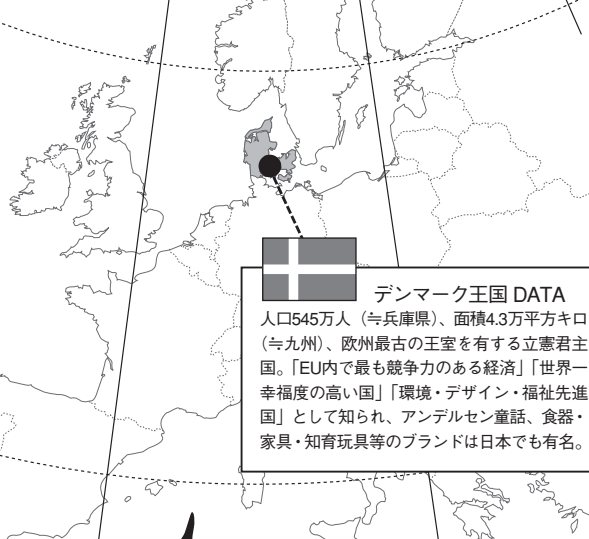 デンマーク王国 DATA
人口545万人（≒兵庫県）、面積4.3万平方キロ
（≒九州）、欧州最古の王室を有する立憲君主
国。「EU内で最も競争力のある経済」「世界一
幸福度の高い国」「環境・デザイン・福祉先進
国」として知られ、アンデルセン童話、食器・
家具・知育玩具等のブランドは日本でも有名。